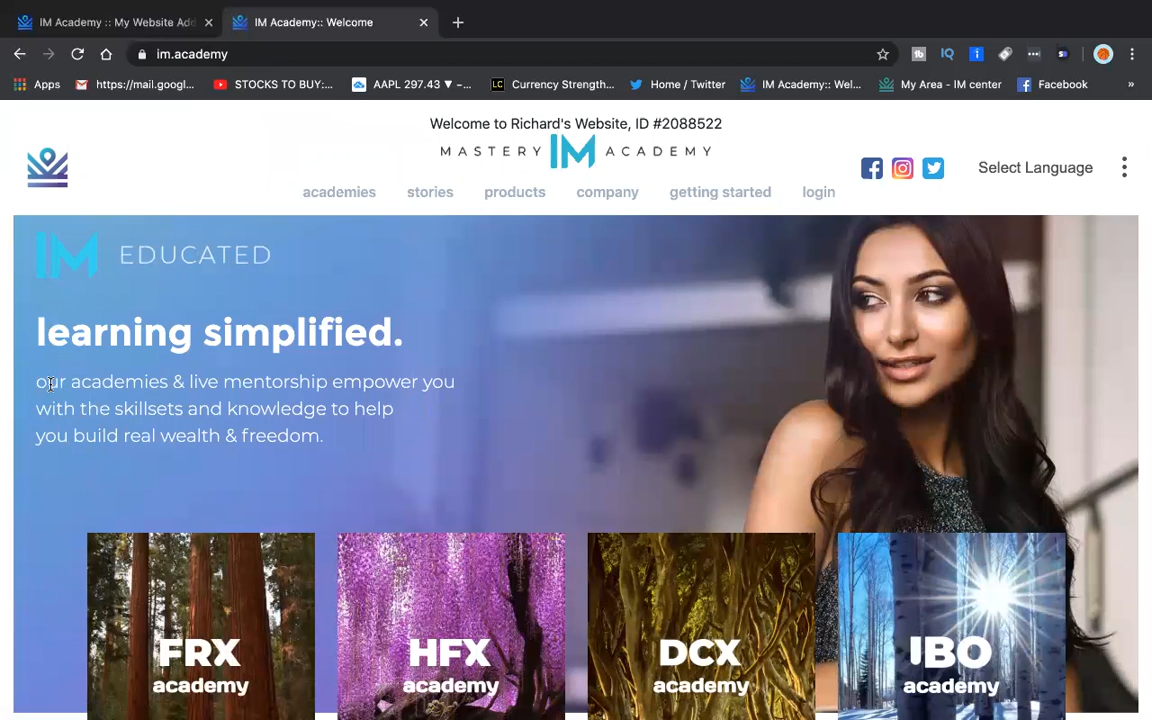 IM Academy :: My Website Add
IM Academy:: Welcome
im.academy
Apps
https://mail.googl...
STOCKS TO BUY:...
AAPL 297.43 ▼ -...
LC Currency Strength...
Home / Twitter
IM Academy:: Wel...
My Area - IM center
Facebook
»
Welcome to Richard's Website, ID #2088522
MASTERY IM ACADEMY
Select Language
academies
stories
products
company
getting started
login
IM EDUCATED
learning simplified.
our academies & live mentorship empower you
with the skillsets and knowledge to help
you build real wealth & freedom.
FRX
academy
HFX
academy
DCX
academy
IBO
academy